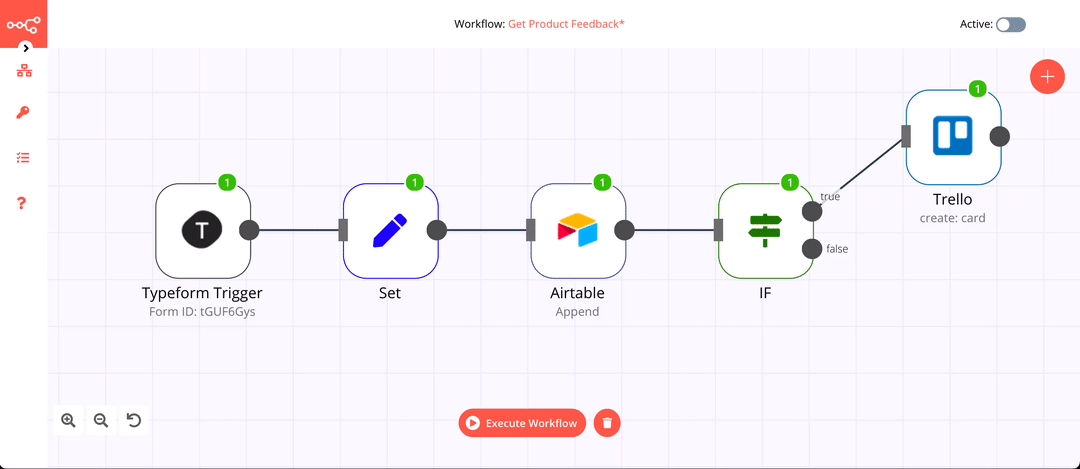 Workflow: Get Product Feedback*
Active:
1
Trello
create: card
1
1
1
1
true
false
T
Typeform Trigger
Form ID: tGUF6Gys
Set
Airtable
Append
IF
Execute Workflow